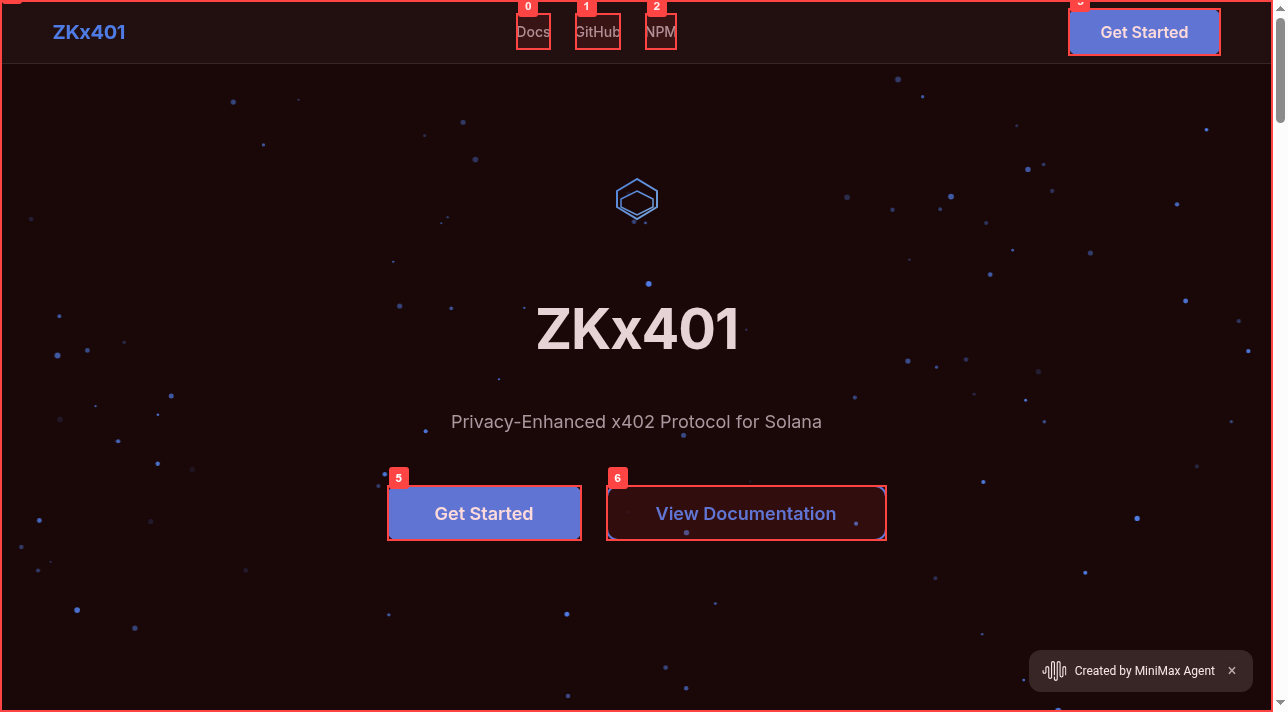 ZKx401
0
Docs
1
GitHub
2
NPM
Get Started
ZKx401
Privacy-Enhanced x402 Protocol for Solana
5
Get Started
6
View Documentation
Created by MiniMax Agent ×